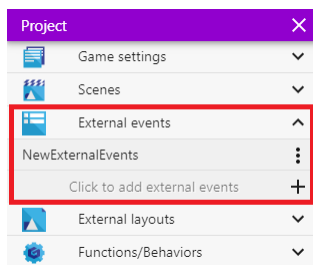 Project
Game settings
Scenes
External events
NewExternalEvents
Click to add external events
External layouts
Functions/Behaviors